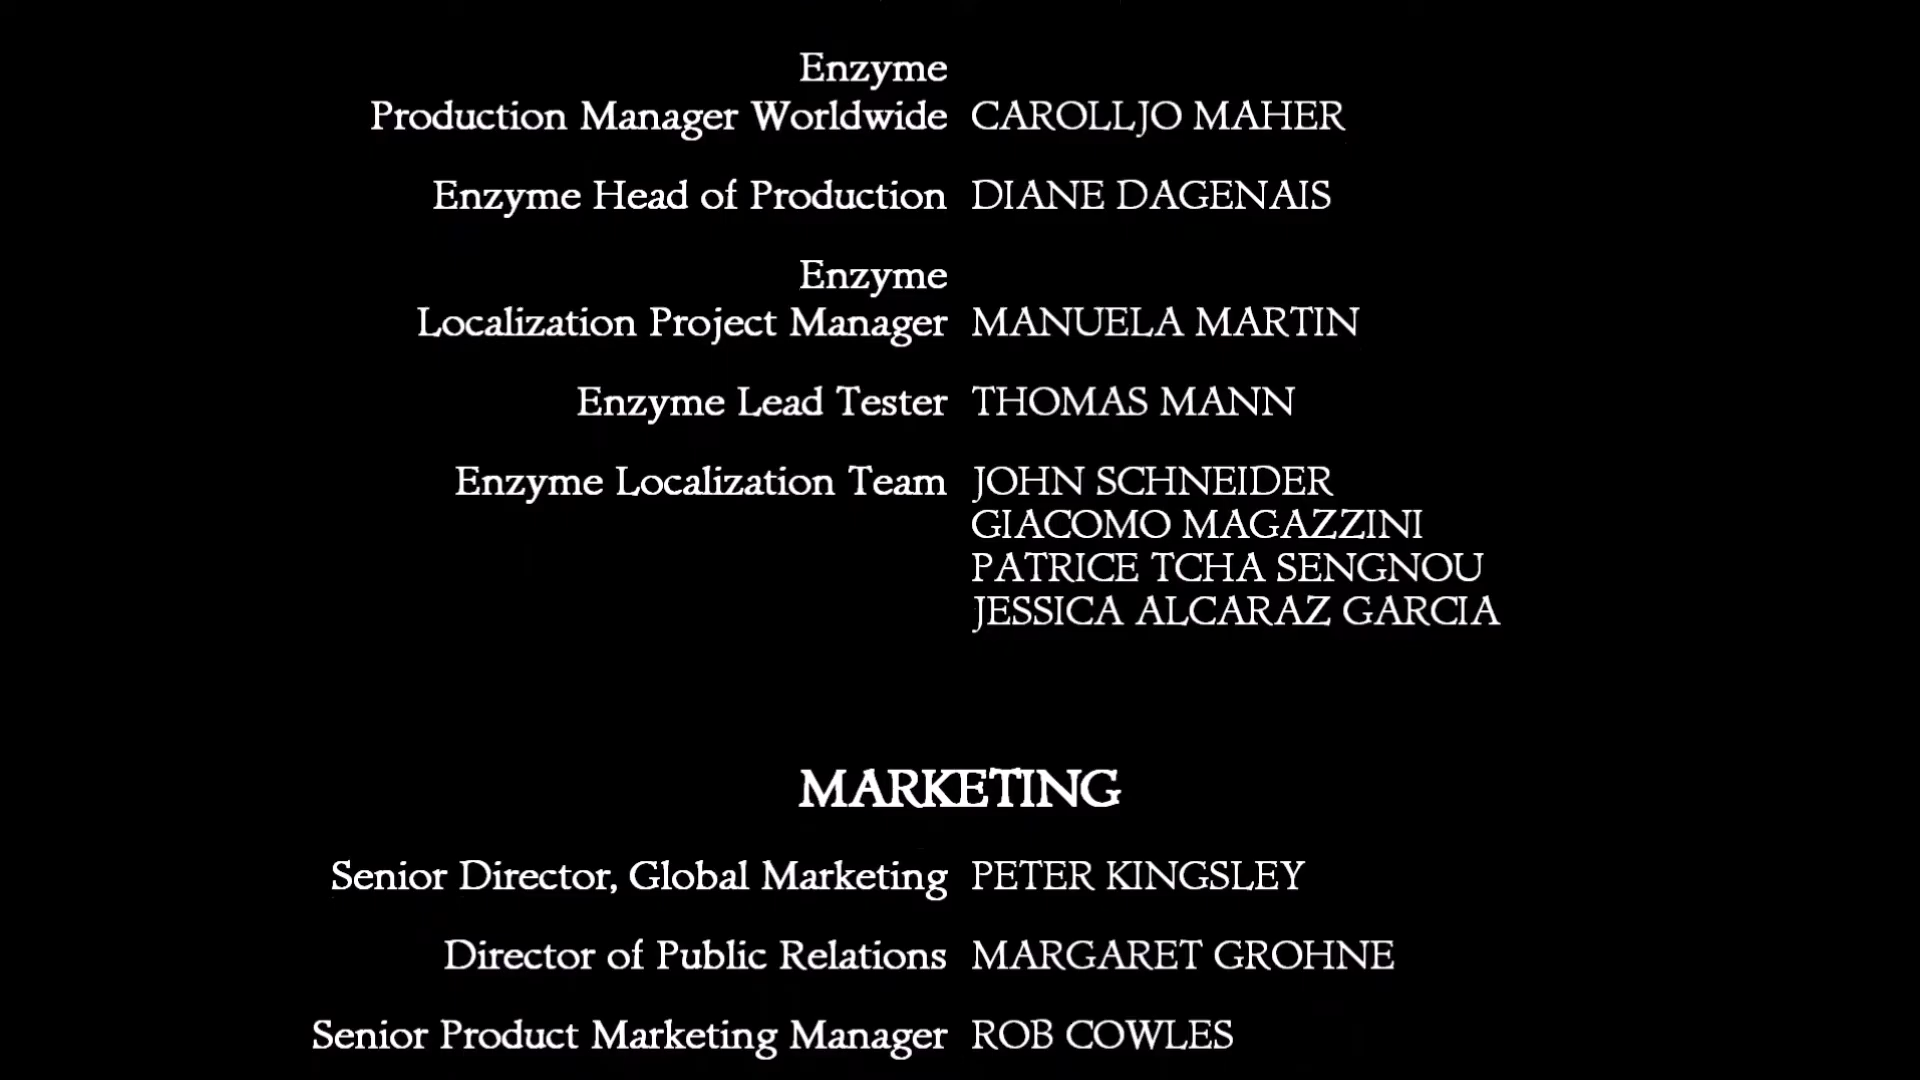 Enzyme
Production Manager Worldwide CAROLLJO MAHER
Enzyme Head of Production DIANE DAGENAIS
Enzyme
Localization Project Manager MANUELA MARTIN
Enzyme Lead Tester THOMAS MANN
Enzyme Localization Team JOHN SCHNEIDER
GIACOMO MAGAZZINI
PATRICE TCHA SENGNOU
JESSICA ALCARAZ GARCIA
MARKETING
Senior Director, Global Marketing PETER KINGSLEY
Director of Public Relations MARGARET GROHNE
Senior Product Marketing Manager ROB COWLES